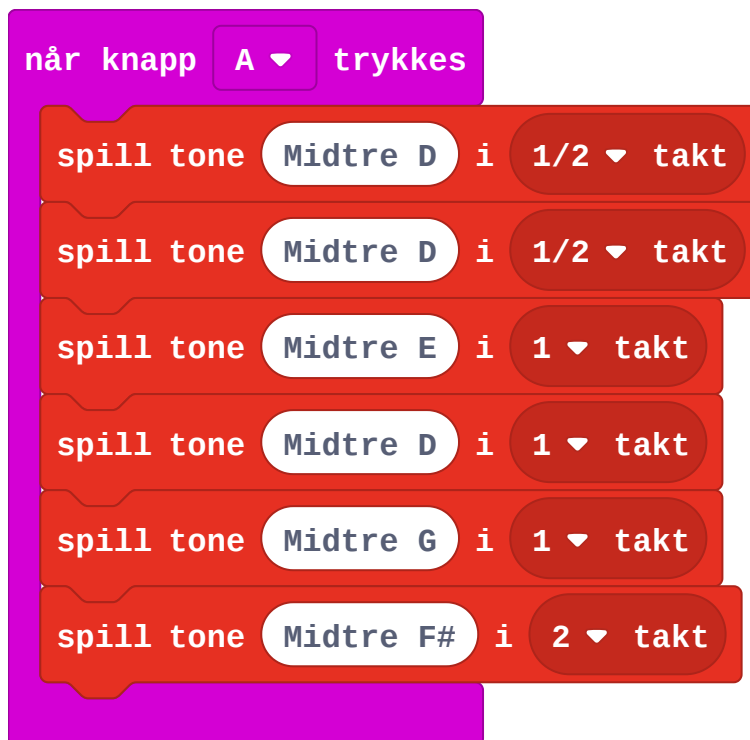 når knapp A trykkes
spill tone Midtre D i 1/2 takt
spill tone Midtre D i 1/2 takt
spill tone Midtre E i 1 takt
spill tone Midtre D i 1 takt
spill tone Midtre G i 1 takt
spill tone Midtre F# i 2 takt